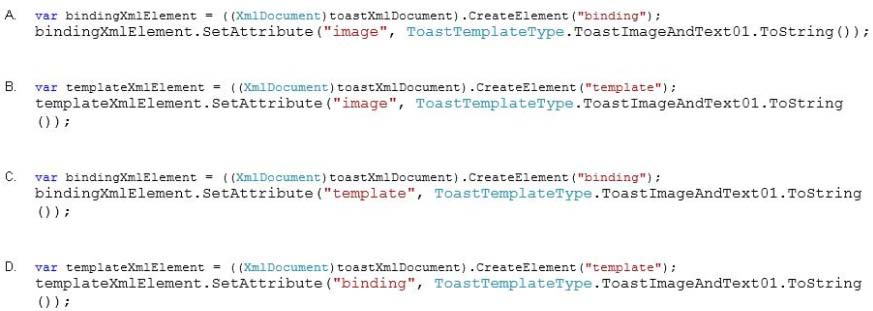 A. var bindingXmlElement = ((XmlDocument)toastXmlDocument).CreateElement("binding");
bindingXmlElement.SetAttribute("image", ToastTemplateType.ToastImageAndText01.ToString());
B. var templateXmlElement = ((XmlDocument)toastXmlDocument).CreateElement("template");
templateXmlElement.SetAttribute("image", ToastTemplateType.ToastImageAndText01.ToString
());
C. var bindingXmlElement = ((XmlDocument)toastXmlDocument).CreateElement("binding");
bindingXmlElement.SetAttribute("template", ToastTemplateType.ToastImageAndText01.ToString
());
D. var templateXmlElement = ((XmlDocument)toastXmlDocument).CreateElement("template");
templateXmlElement.SetAttribute("binding", ToastTemplateType.ToastImageAndText01.ToString
());